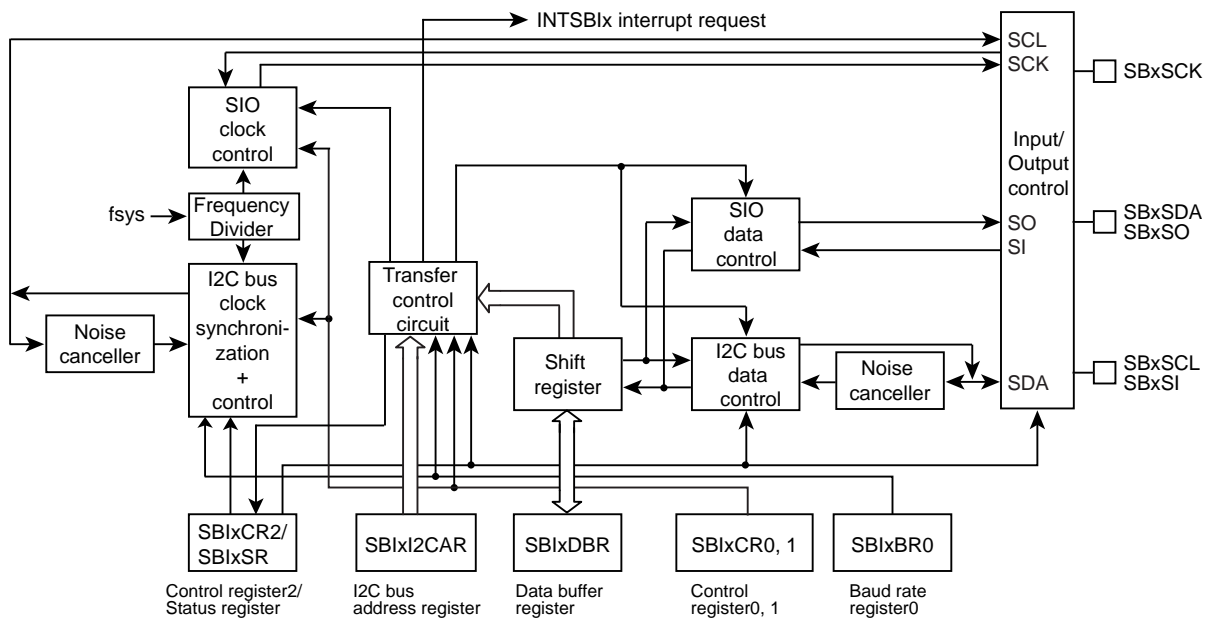 INTSBIx interrupt request
SCL
SCK
SBxSCK
SIO
clock
control
Input/
Output
control
fsys
Frequency
Divider
SIO
data
control
SO
SI
SBxSDA
SBxSO
I2C bus
clock
synchroni-
zation
+
control
Transfer
control
circuit
Noise
canceller
Shift
register
I2C bus
data
control
Noise
canceller
SDA
SBxSCL
SBxSI
SBIxCR2/
SBIxSR
SBIxI2CAR
SBIxDBR
SBIxCR0, 1
SBIxBR0
Control register2/
Status register
I2C bus
address register
Data buffer
register
Control
register0, 1
Baud rate
register0